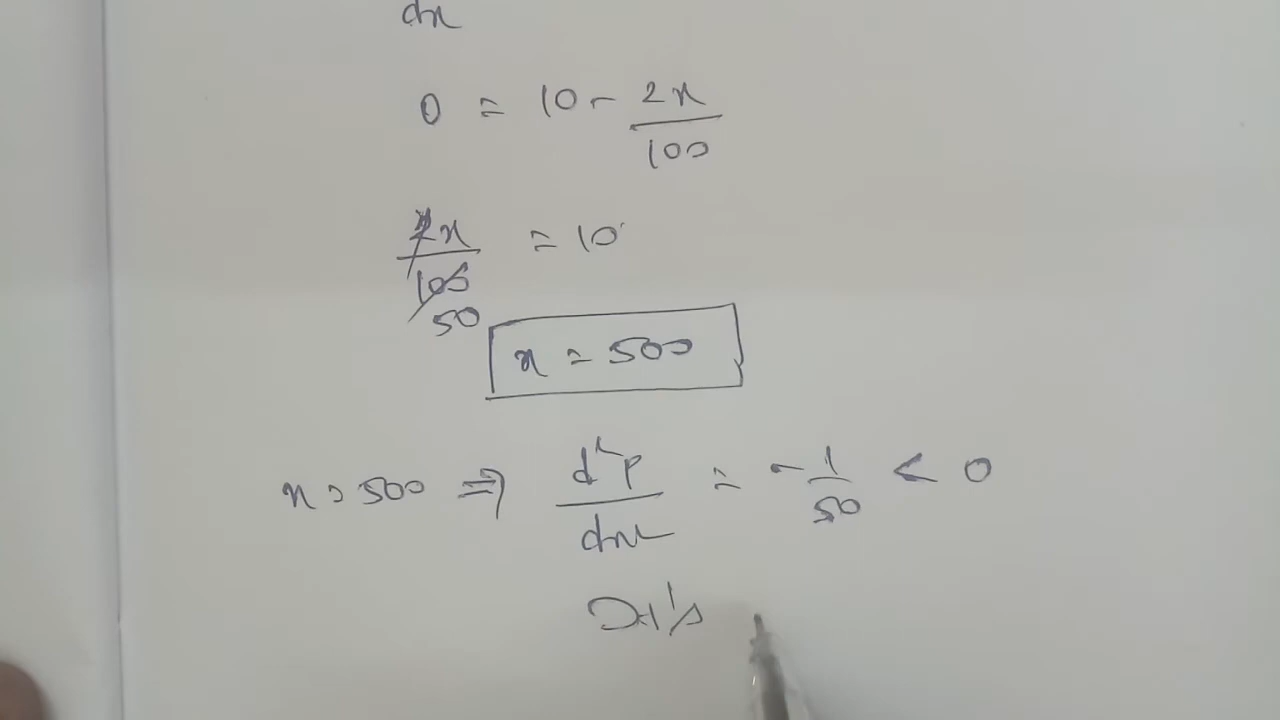 dx
0 = 10 - 2x/100
2x/100 = 10
50
x = 500
x = 500 ⇒ d²p/dx² = -1/50 < 0